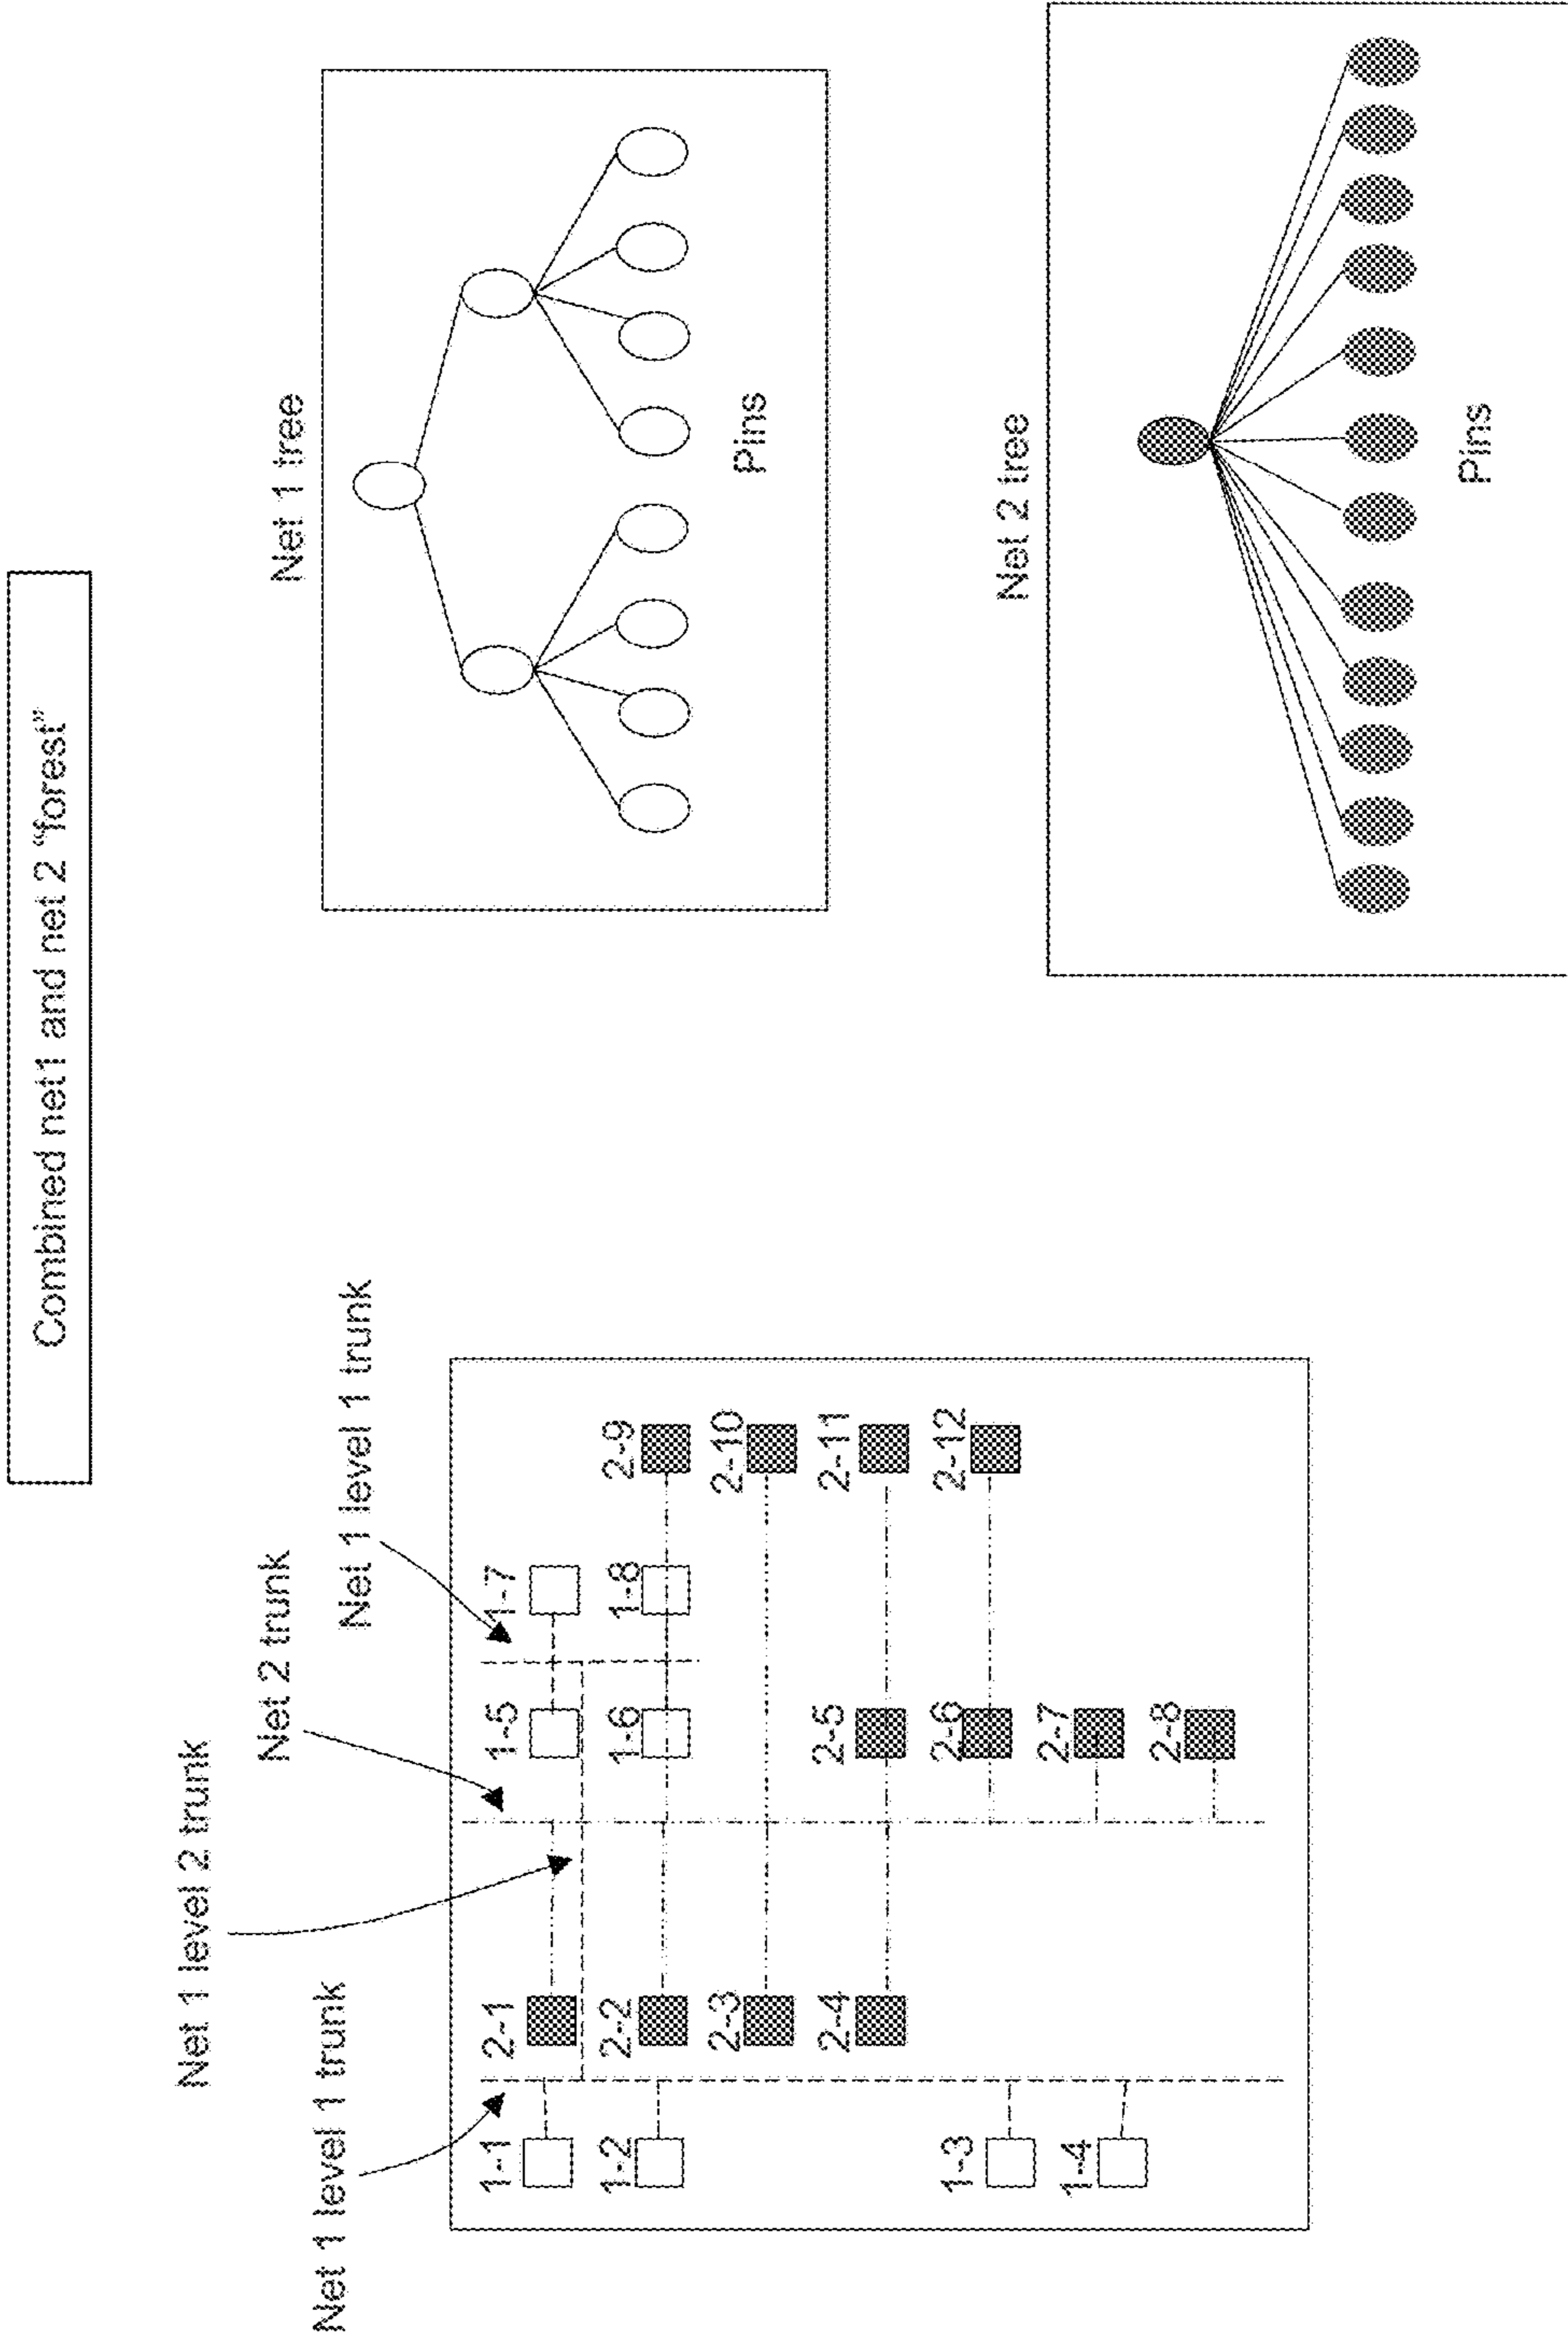 Combined net1 and net 2 "forest"
Net 1 level 1 trunk
Net 1 level 2 trunk
Net 2 trunk
Net 1 level 1 trunk
1-1
2-1
1-5
1-7
1-2
2-2
1-6
1-8
2-9
2-3
2-10
2-4
2-5
2-11
1-3
2-6
2-12
1-4
2-7
2-8
Net 1 tree
Pins
Net 2 tree
Pins